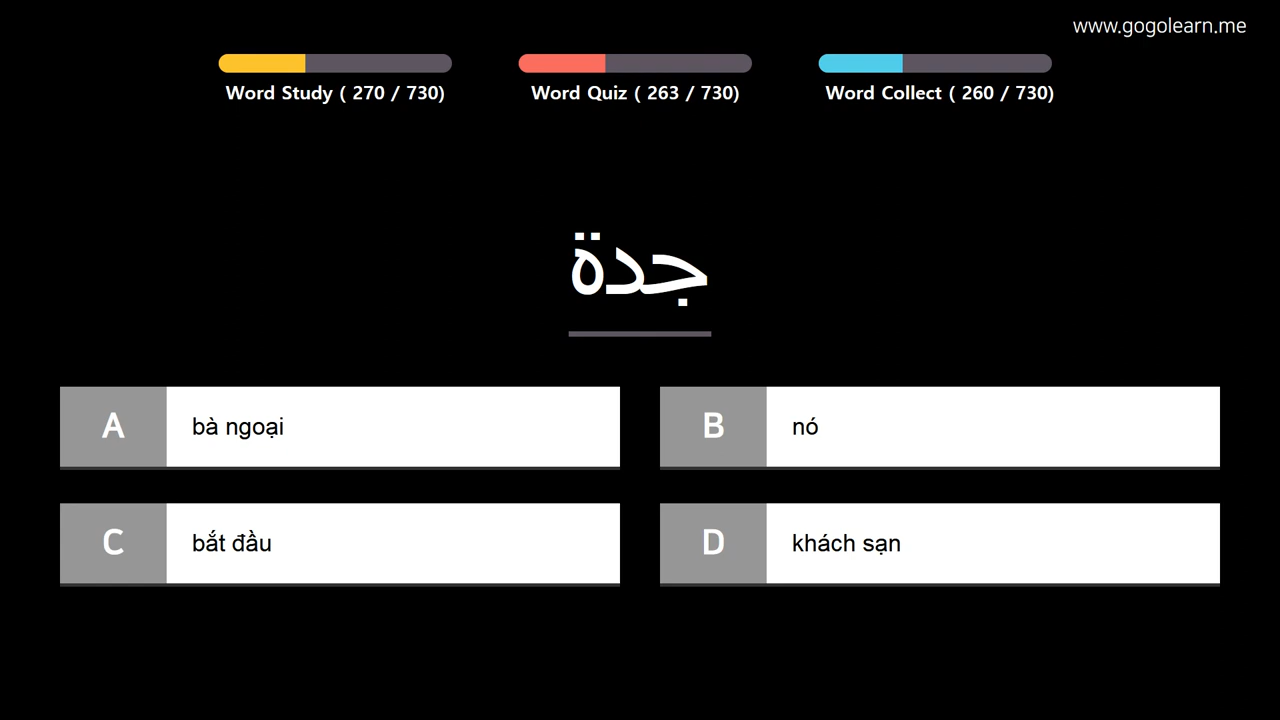 www.gogolearn.me
Word Study ( 270 / 730)
Word Quiz ( 263 / 730)
Word Collect ( 260 / 730)
جدة
A
bà ngoại
B
nó
C
bắt đầu
D
khách sạn